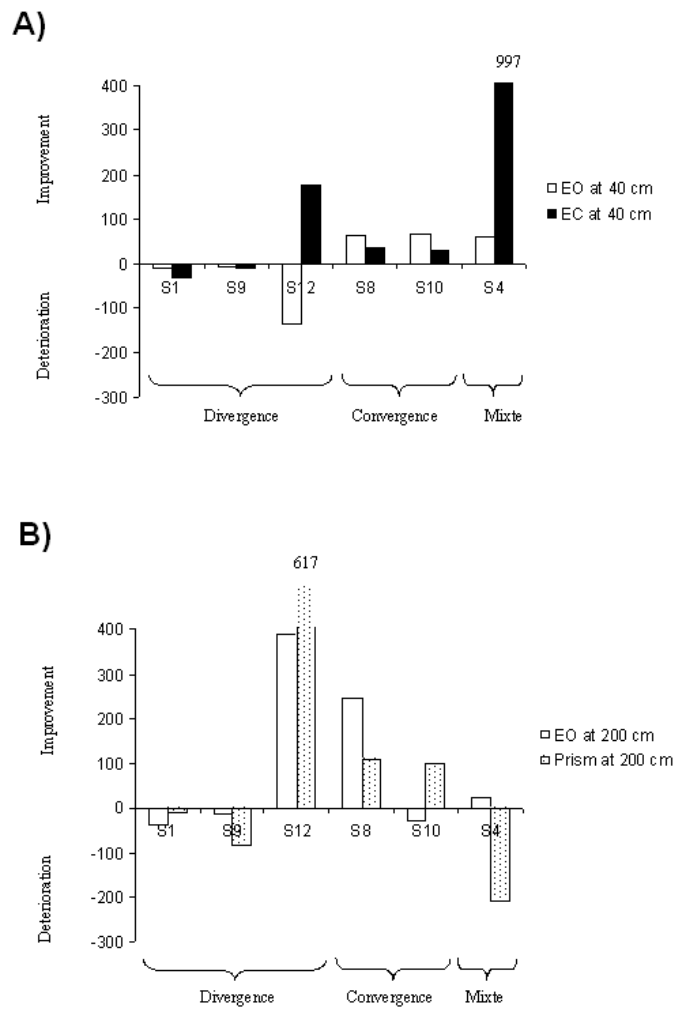 A)
997
400
300
200
100
0
-100
-200
-300
Improvement
Deterioration
S1 S9 S12 S8 S10 S4
EO at 40 cm
EC at 40 cm
Divergence Convergence Mixte
B)
617
400
300
200
100
0
-100
-200
-300
Improvement
Deterioration
S1 S9 S12 S8 S10 S4
EO at 200 cm
Prism at 200 cm
Divergence Convergence Mixte